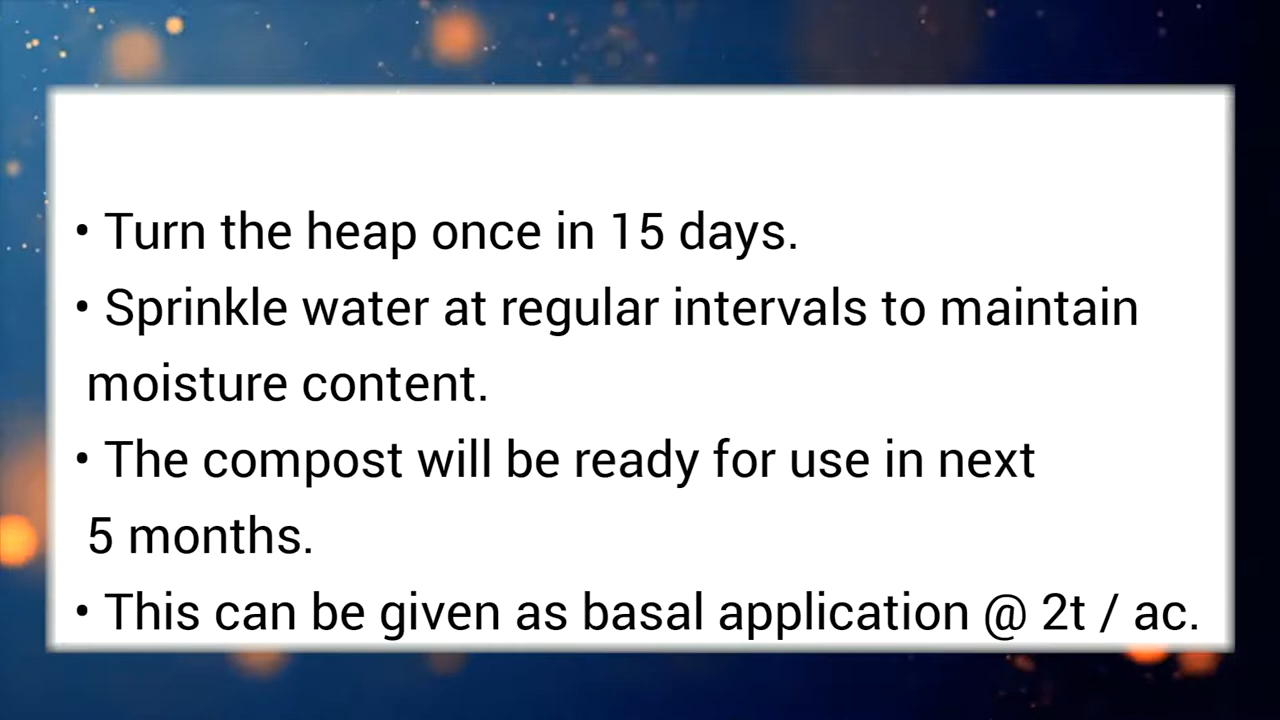 • Turn the heap once in 15 days.
• Sprinkle water at regular intervals to maintain
moisture content.
• The compost will be ready for use in next
5 months.
• This can be given as basal application @ 2t / ac.